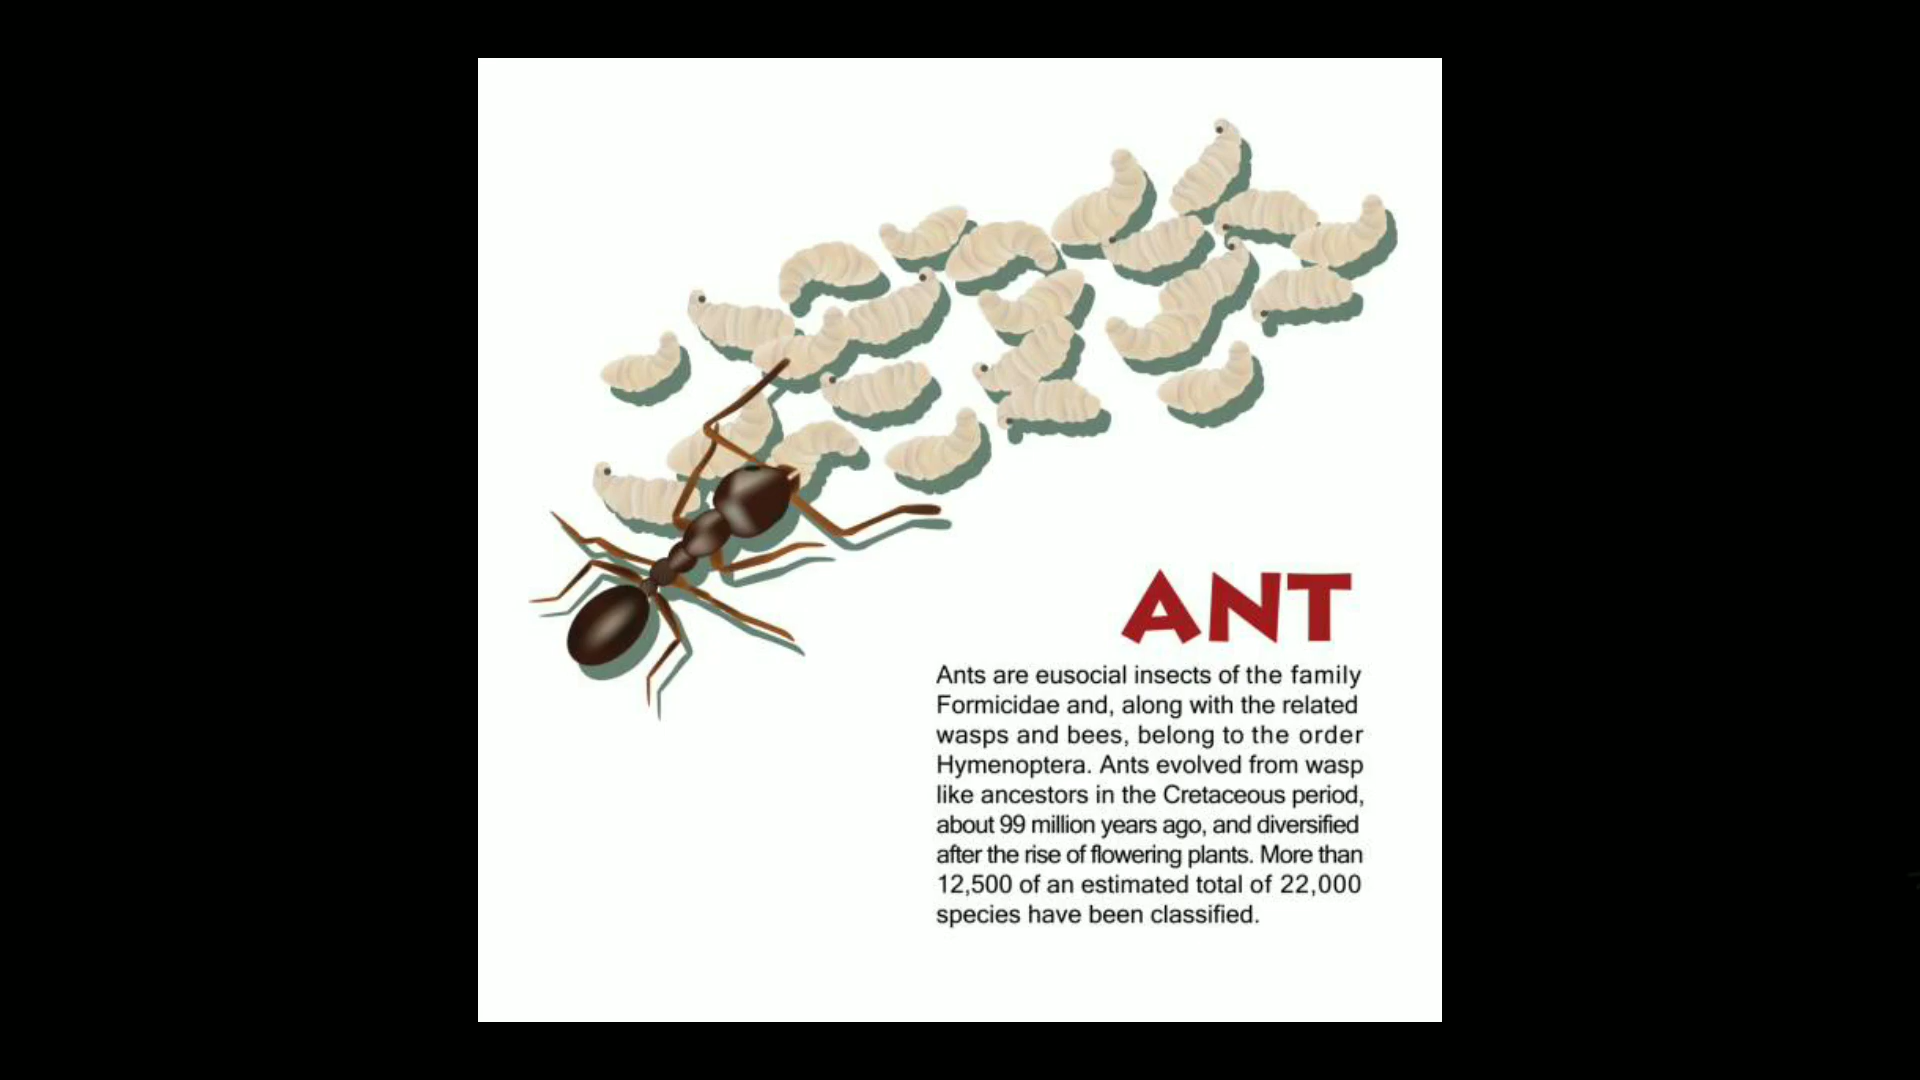 ANT
Ants are eusocial insects of the family
Formicidae and, along with the related
wasps and bees, belong to the order
Hymenoptera. Ants evolved from wasp
like ancestors in the Cretaceous period,
about 99 million years ago, and diversified
after the rise of flowering plants. More than
12,500 of an estimated total of 22,000
species have been classified.